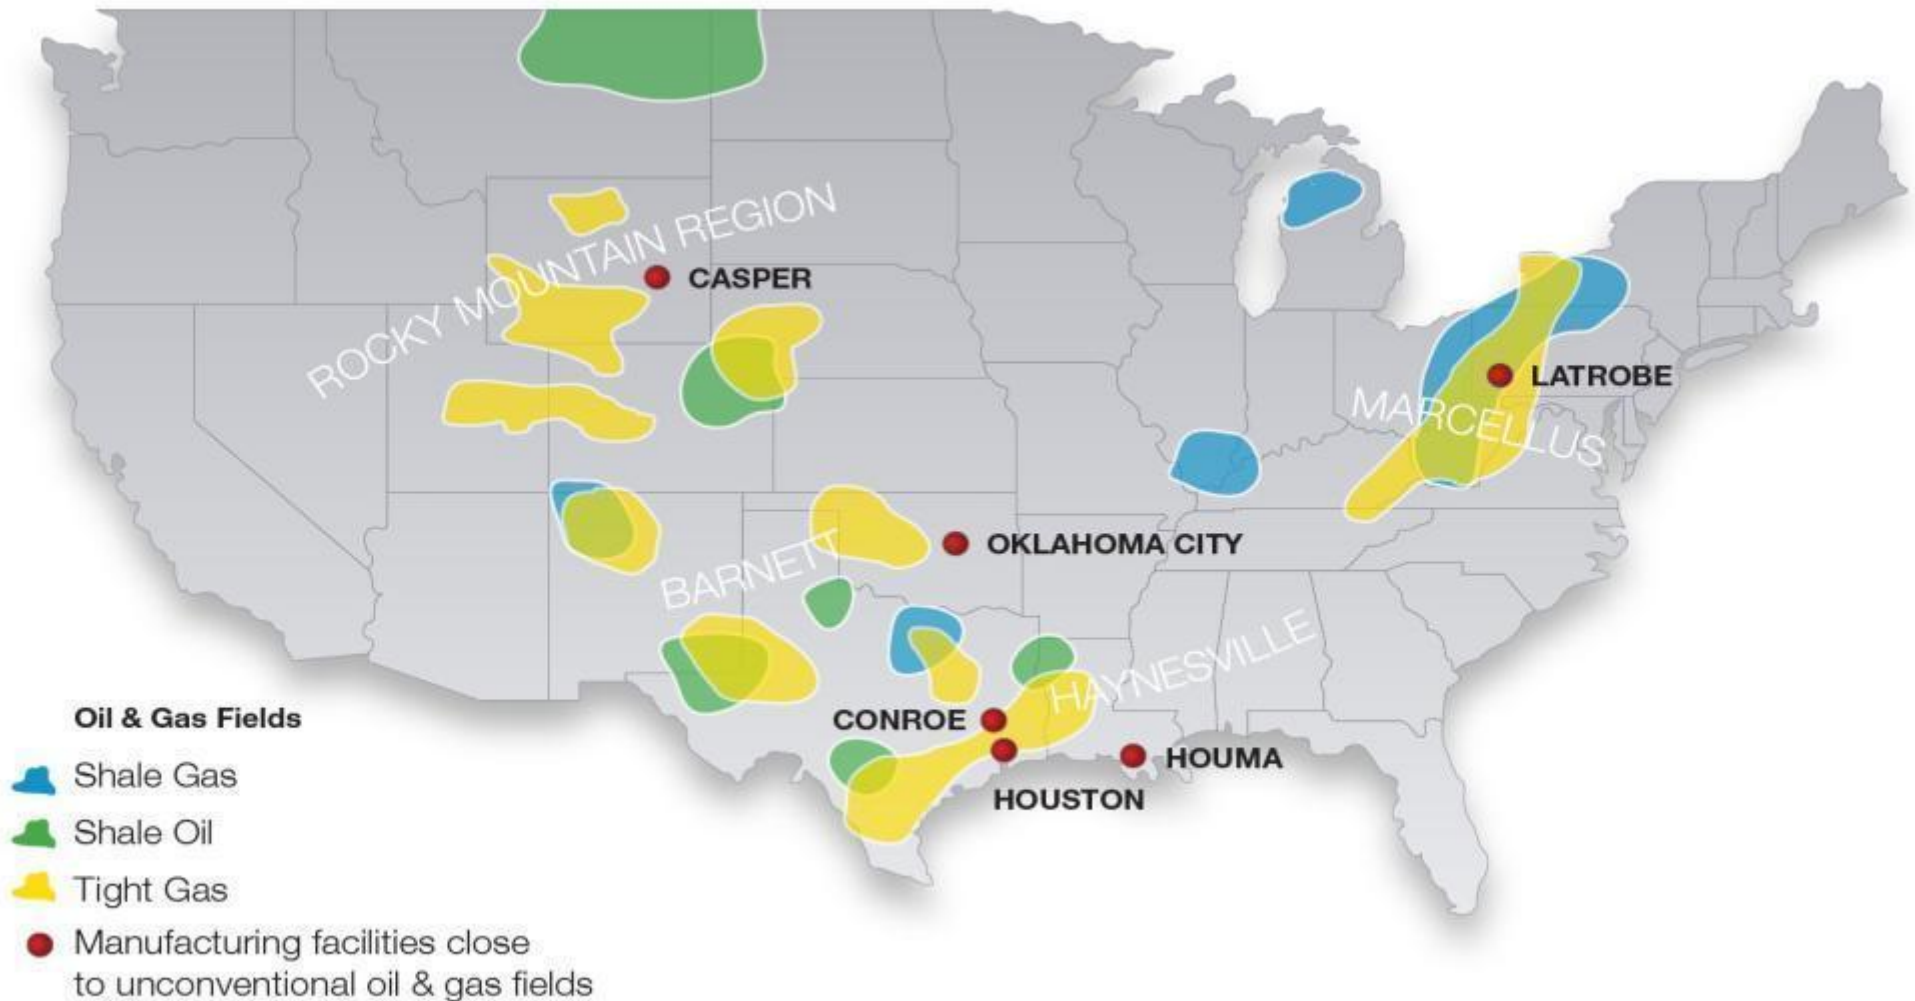 ROCKY MOUNTAIN REGION
CASPER
LATROBE
MARCELLUS
OKLAHOMA CITY
BARNETT
HAYNESVILLE
CONROE
HOUMA
HOUSTON
Oil & Gas Fields
Shale Gas
Shale Oil
Tight Gas
Manufacturing facilities close
to unconventional oil & gas fields